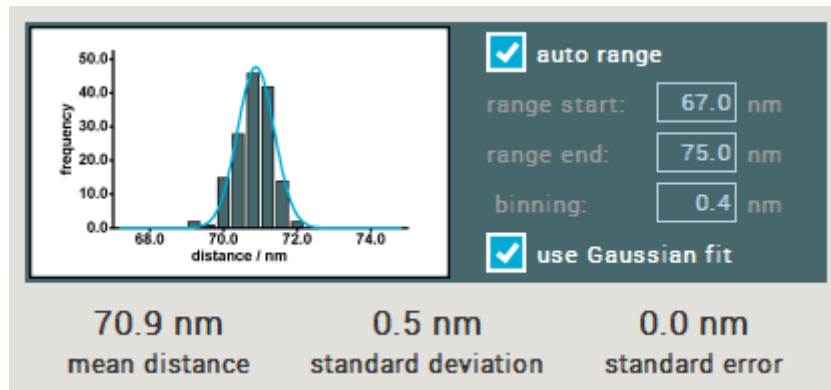 50.0
40.0
30.0
20.0
10.0
0.0
frequency
68.0 70.0 72.0 74.0
distance / nm
auto range
range start: 67.0 nm
range end: 75.0 nm
binning: 0.4 nm
use Gaussian fit
70.9 nm 0.5 nm 0.0 nm
mean distance standard deviation standard error